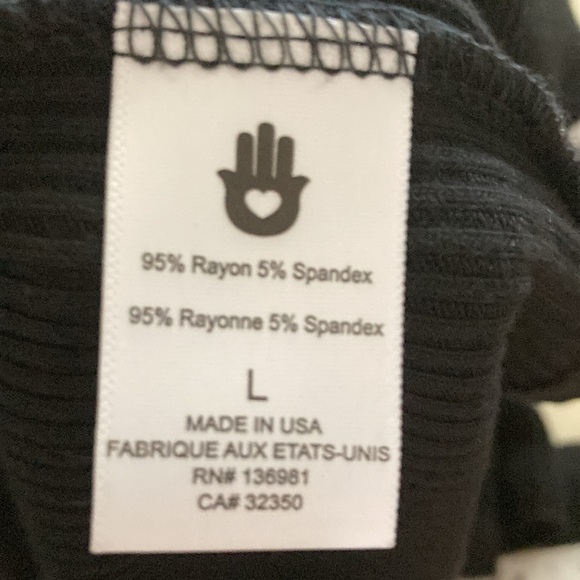 95% Rayon 5% Spandex
95% Rayonne 5% Spandex
L
MADE IN USA
FABRIQUE AUX ETATS-UNIS
RN# 136981
CA# 32350